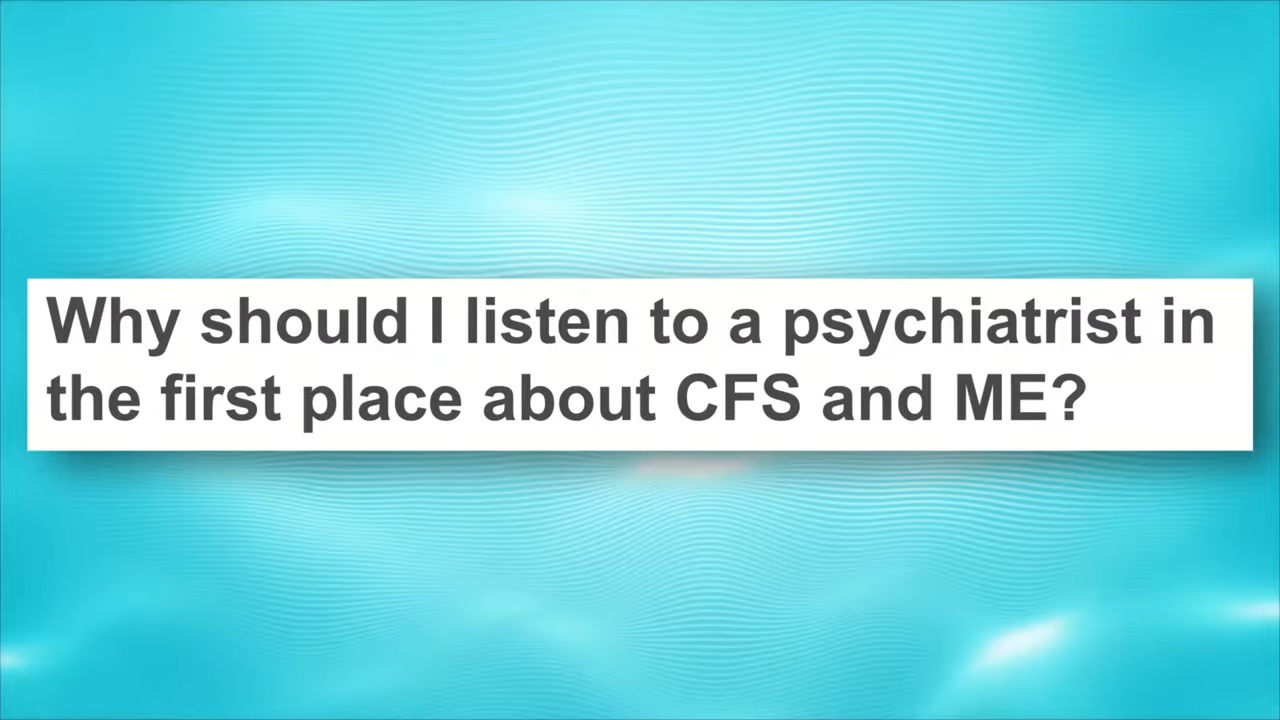 Why should I listen to a psychiatrist in
the first place about CFS and ME?